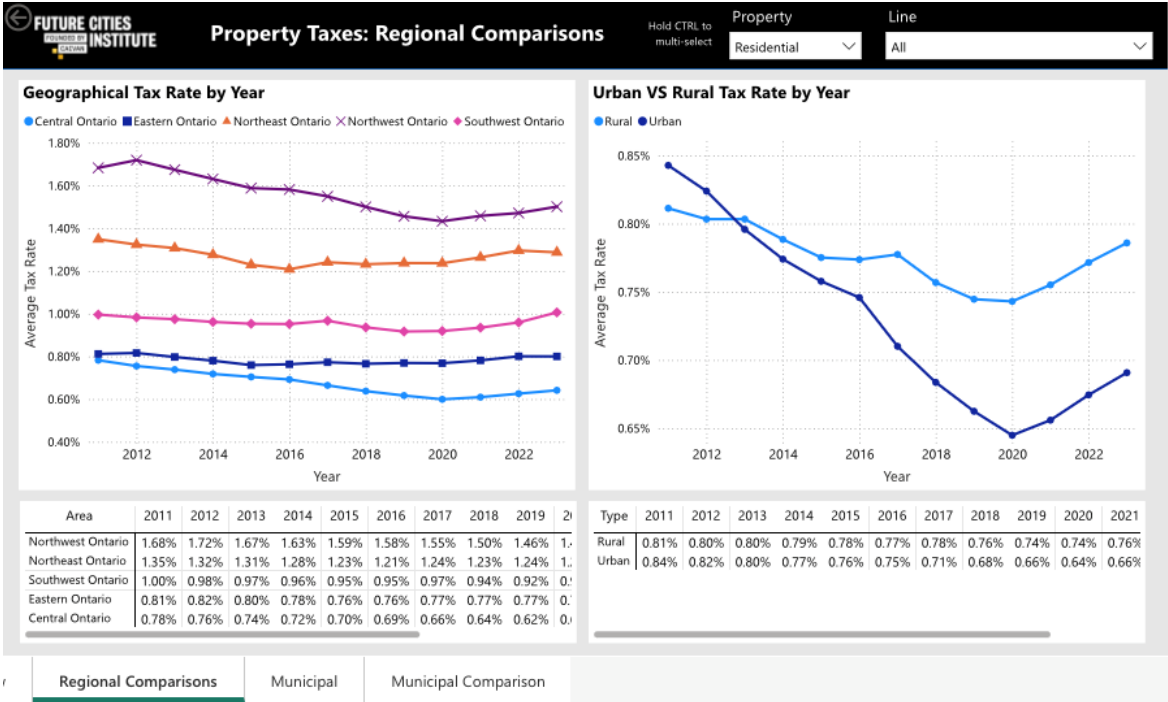 FUTURE CITIES
FOUNDED BY
CAIVAN
INSTITUTE
Property Taxes: Regional Comparisons
Hold CTRL to
multi-select
Property
Residential
Line
All
Geographical Tax Rate by Year
Central Ontario Eastern Ontario Northeast Ontario Northwest Ontario Southwest Ontario
1.80%
1.60%
1.40%
1.20%
1.00%
0.80%
0.60%
0.40%
Average Tax Rate
2012 2014 2016 2018 2020 2022
Year
Urban VS Rural Tax Rate by Year
Rural Urban
0.85%
0.80%
0.75%
0.70%
0.65%
Average Tax Rate
2012 2014 2016 2018 2020 2022
Year
Area 2011 2012 2013 2014 2015 2016 2017 2018 2019
Northwest Ontario 1.68% 1.72% 1.67% 1.63% 1.59% 1.58% 1.55% 1.50% 1.46%
Northeast Ontario 1.35% 1.32% 1.31% 1.28% 1.23% 1.21% 1.24% 1.23% 1.24%
Southwest Ontario 1.00% 0.98% 0.97% 0.96% 0.95% 0.95% 0.97% 0.94% 0.92%
Eastern Ontario 0.81% 0.82% 0.80% 0.78% 0.76% 0.76% 0.77% 0.77% 0.77%
Central Ontario 0.78% 0.76% 0.74% 0.72% 0.70% 0.69% 0.66% 0.64% 0.62%
Type 2011 2012 2013 2014 2015 2016 2017 2018 2019 2020 2021
Rural 0.81% 0.80% 0.80% 0.79% 0.78% 0.77% 0.78% 0.76% 0.74% 0.74% 0.76%
Urban 0.84% 0.82% 0.80% 0.77% 0.76% 0.75% 0.71% 0.68% 0.66% 0.64% 0.66%
Regional Comparisons
Municipal
Municipal Comparison